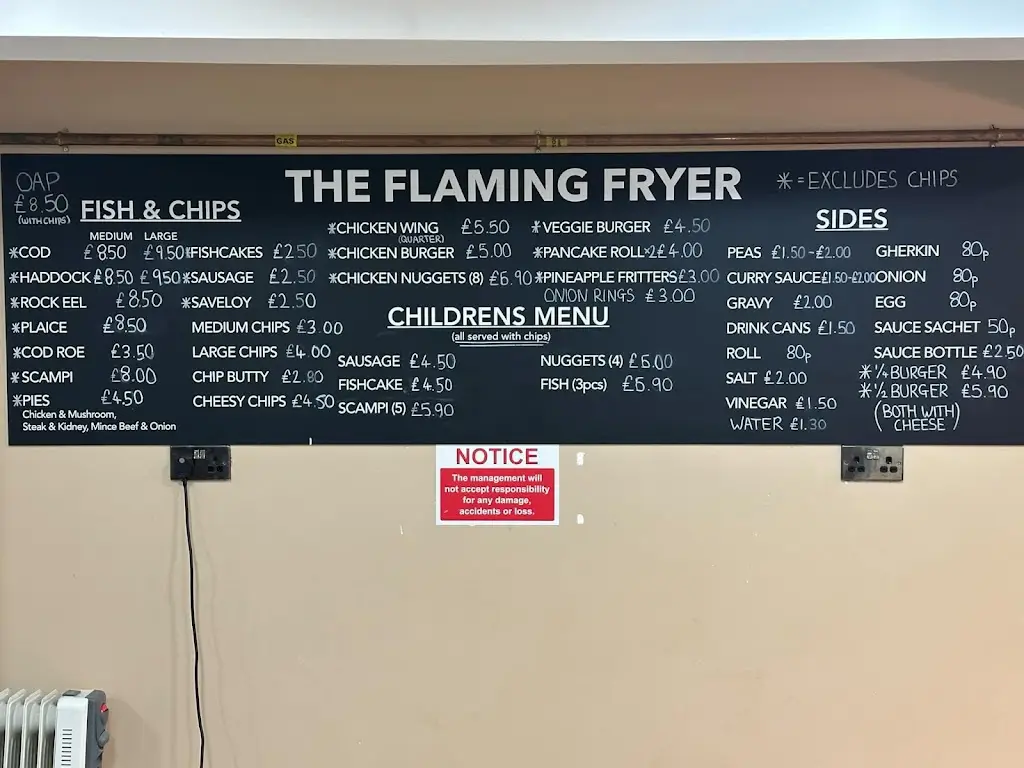 GAS
OAP
£8.50
(WITH CHIPS)
THE FLAMING FRYER
* = EXCLUDES CHIPS
FISH & CHIPS
MEDIUM LARGE
*COD £8.50 £9.50
*HADDOCK £8.50 £9.50
*ROCK EEL £8.50
*PLAICE £8.50
*COD ROE £3.50
*SCAMPI £8.00
*PIES £4.50
Chicken & Mushroom,
Steak & Kidney, Mince Beef & Onion
*FISHCAKES £2.50
*SAUSAGE £2.50
*SAVELOY £2.50
MEDIUM CHIPS £3.00
LARGE CHIPS £4.00
CHIP BUTTY £2.80
CHEESY CHIPS £4.50
*CHICKEN WING £5.50
(QUARTER)
*CHICKEN BURGER £5.00
*CHICKEN NUGGETS (8) £6.90
*VEGGIE BURGER £4.50
*PANCAKE ROLL x2 £4.00
*PINEAPPLE FRITTERS £3.00
ONION RINGS £3.00
CHILDRENS MENU
(all served with chips)
SAUSAGE £4.50
FISHCAKE £4.50
SCAMPI (5) £5.90
NUGGETS (4) £5.00
FISH (3pcs) £5.90
SIDES
PEAS £1.50-£2.00
CURRY SAUCE £1.50-£2.00
GRAVY £2.00
DRINK CANS £1.50
ROLL 80p
SALT £2.00
VINEGAR £1.50
WATER £1.30
GHERKIN 80p
ONION 80p
EGG 80p
SAUCE SACHET 50p
SAUCE BOTTLE £2.50
*¼ BURGER £4.90
*½ BURGER £5.90
(BOTH WITH)
CHEESE
NOTICE
The management will
not accept responsibility
for any damage,
accidents or loss.